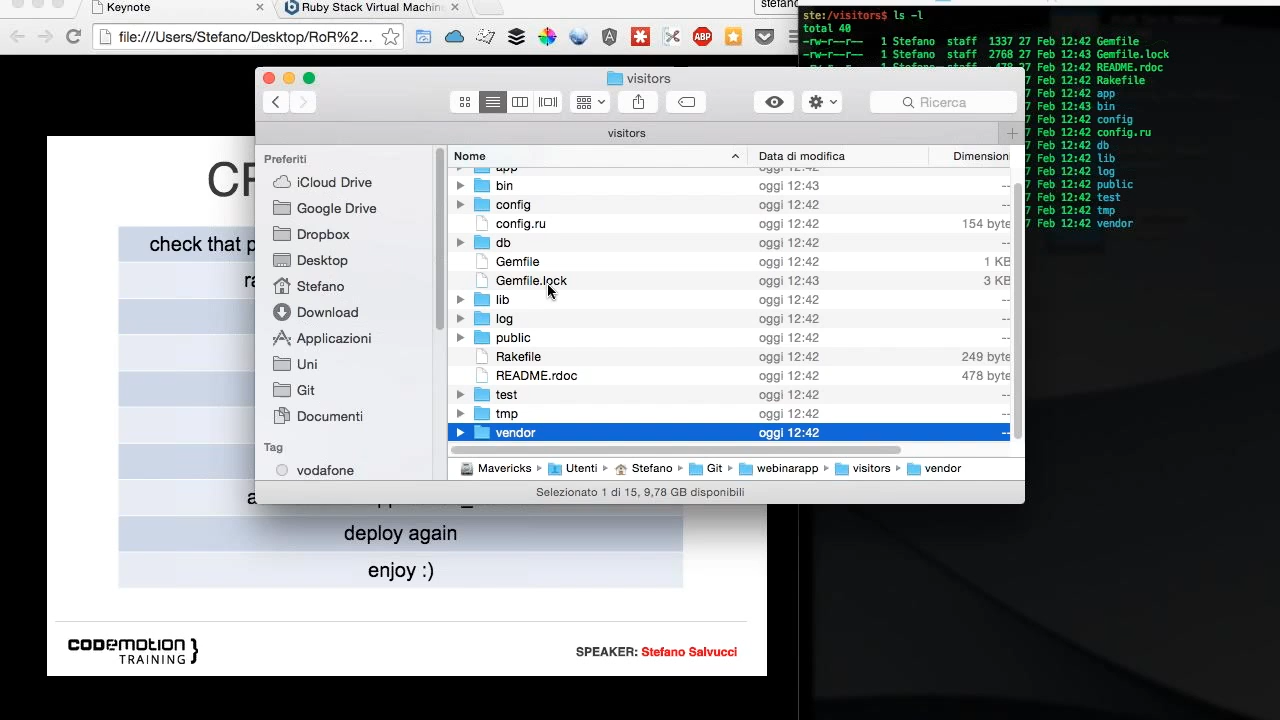 Keynote
Ruby Stack Virtual Machin
stefano
file:///Users/Stefano/Desktop/RoR%2...
ABP
ste:/visitors$ ls -l
total 40
-rw-r--r-- 1 Stefano staff 1337 27 Feb 12:42 Gemfile
-rw-r--r-- 1 Stefano staff 2768 27 Feb 12:43 Gemfile.lock
7 Feb 12:42 README.rdoc
7 Feb 12:42 Rakefile
7 Feb 12:42 app
7 Feb 12:43 bin
7 Feb 12:42 config
7 Feb 12:42 config.ru
7 Feb 12:42 db
7 Feb 12:42 lib
7 Feb 12:42 log
7 Feb 12:42 public
7 Feb 12:42 test
7 Feb 12:42 tmp
7 Feb 12:42 vendor
visitors
Ricerca
visitors
Preferiti
iCloud Drive
Google Drive
Dropbox
Desktop
Stefano
Download
Applicazioni
Uni
Git
Documenti
Tag
vodafone
Nome Data di modifica Dimension
app oggi 12:42
bin oggi 12:43 --
config oggi 12:42 --
config.ru oggi 12:42 154 byte
db oggi 12:42 --
Gemfile oggi 12:42 1 KB
Gemfile.lock oggi 12:43 3 KB
lib oggi 12:42 --
log oggi 12:42 --
public oggi 12:42 --
Rakefile oggi 12:42 249 byte
README.rdoc oggi 12:42 478 byte
test oggi 12:42 --
tmp oggi 12:42 --
vendor oggi 12:42 --
Mavericks Utenti Stefano Git webinarapp visitors vendor
Selezionato 1 di 15, 9,78 GB disponibili
check that p
deploy again
enjoy :)
CODEMOTION
TRAINING
SPEAKER: Stefano Salvucci